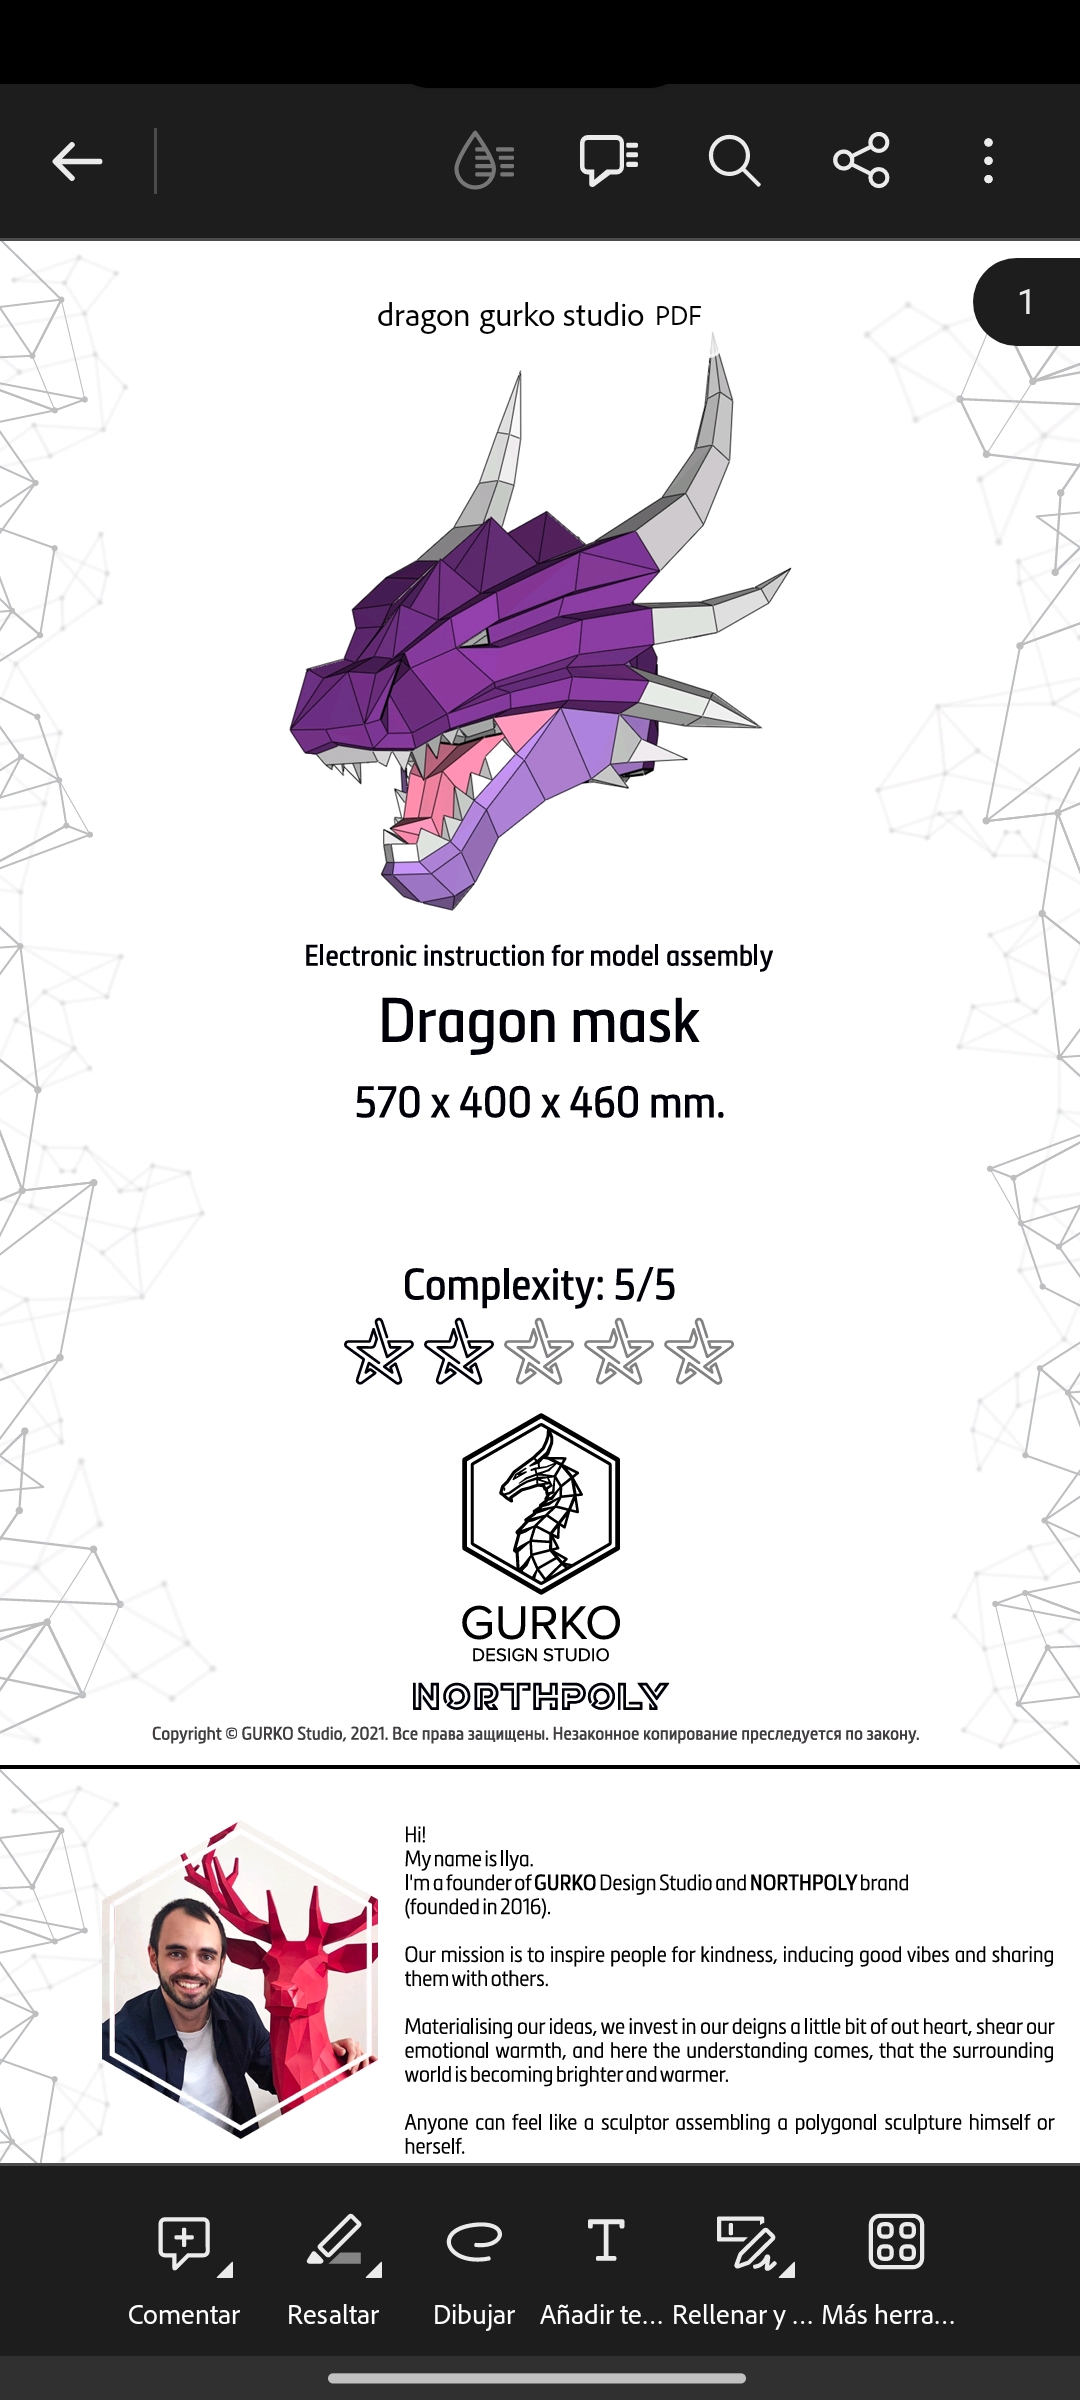 1
dragon gurko studio PDF
Electronic instruction for model assembly
Dragon mask
570 x 400 x 460 mm.
Complexity: 5/5
GURKO
DESIGN STUDIO
NORTHPOLY
Copyright © GURKO Studio, 2021. Все права защищены. Незаконное копирование преследуется по закону.
Hi!
My name is Ilya.
I'm a founder of GURKO Design Studio and NORTHPOLY brand
(founded in 2016).
Our mission is to inspire people for kindness, inducing good vibes and sharing
them with others.
Materialising our ideas, we invest in our deigns a little bit of out heart, shear our
emotional warmth, and here the understanding comes, that the surrounding
world is becoming brighter and warmer.
Anyone can feel like a sculptor assembling a polygonal sculpture himself or
herself.
Comentar Resaltar Dibujar Añadir te... Rellenar y ... Más herra...